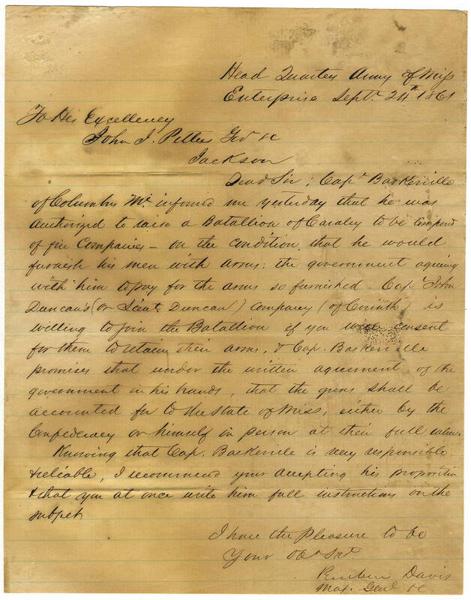 Head Quarters Army of Miss
Enterprise Septr. 24th 1861
To His Excellency
John J. Pettus Gov &c
Jackson
Dead Sir; Capt Baskerville
of Columbus Mi. informed me yesterday that he was
authorized to raise a Batallion of Cavalry to be composed
of five Companies – on the condition, that he would
furnish his men with arms: the government agreeing
with him to pay for the arms so furnished. Cap. John
Duncan's (or Lieut Duncan) Company (of Corinth) is
willing to join the Batallion if you will consent
for them to retain their arms, & Cap. Baskerville
promises that under the written agreement of the
government in his hands, that the guns shall be
accounted for to the State of Miss, either by the
Confederacy or himself in person at their full value.
Knowing that Cap. Baskerville is very responsible
& reliable, I recommend your accepting his proposition
& that you at once write him full instructions on the
subject
I have the pleasure to be
Your Obt Svt
Reuben Davis
Maj. Genl &c